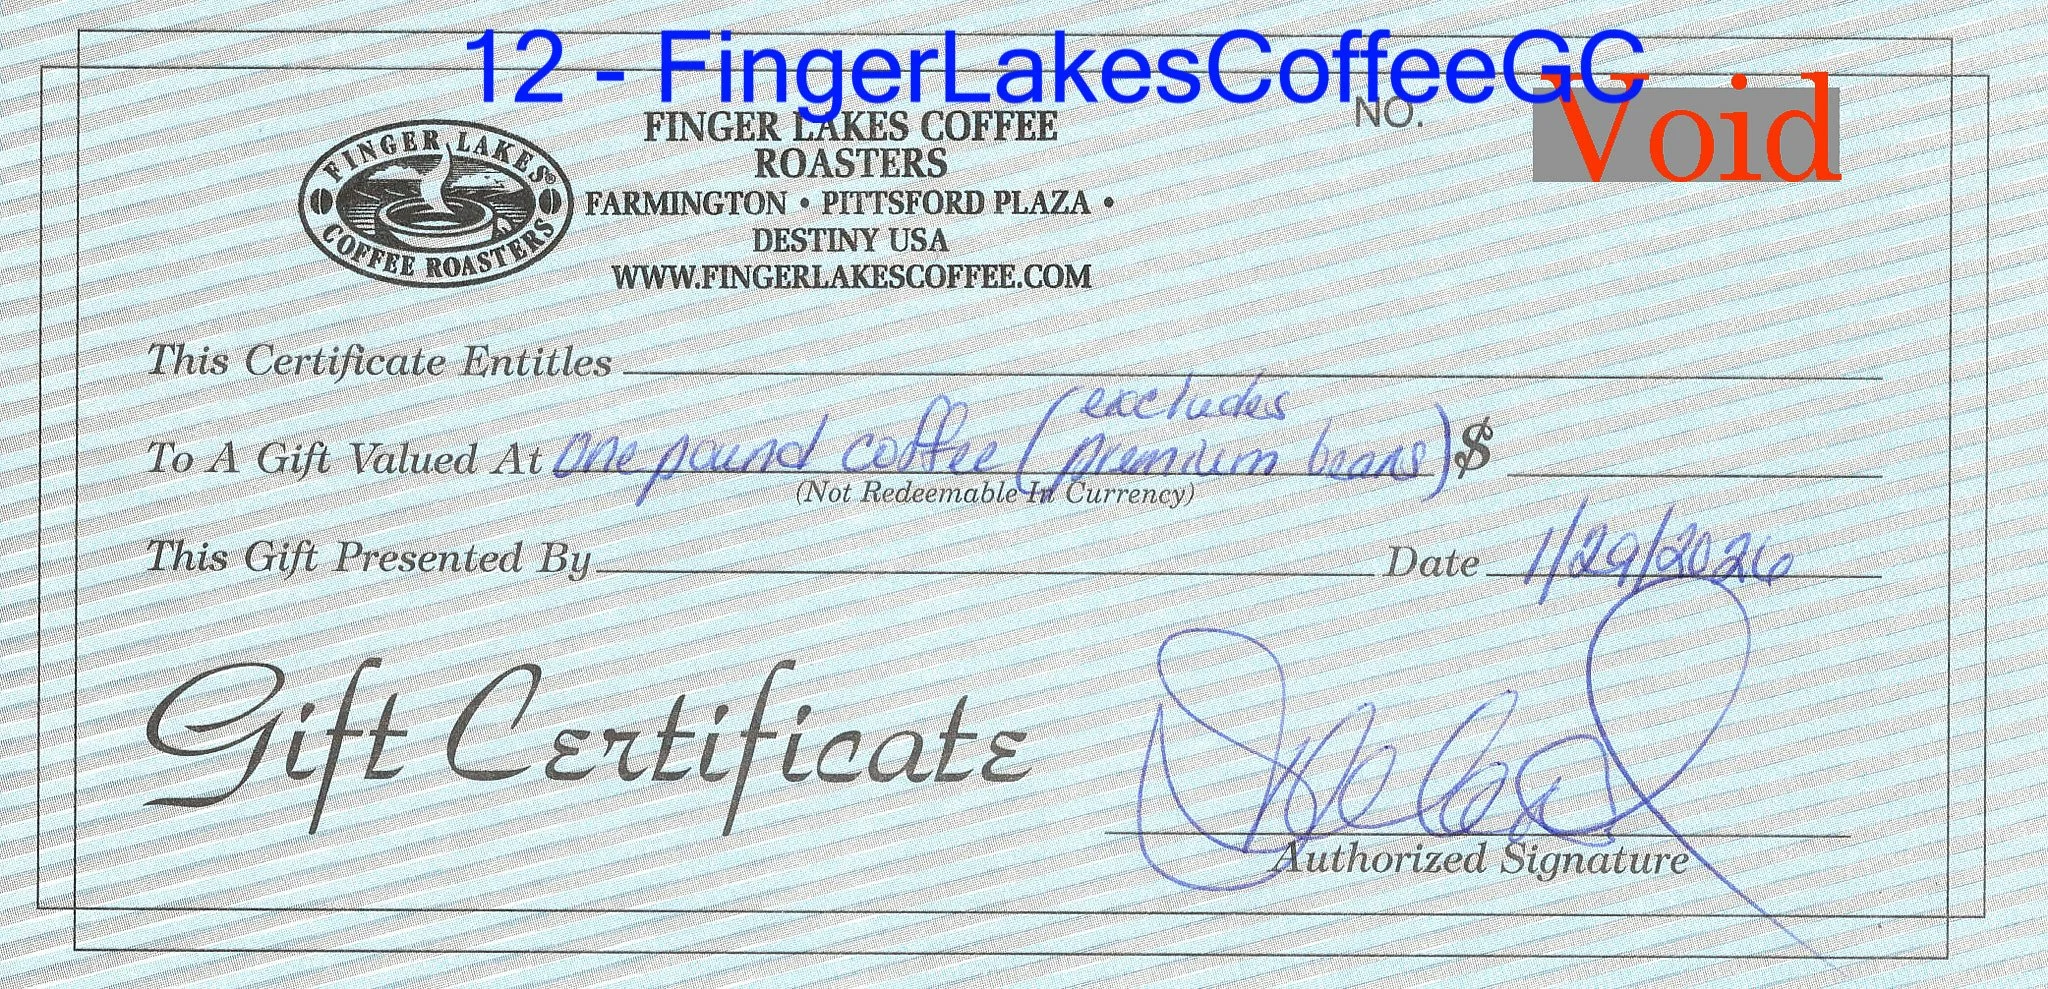 12 - FingerLakesCoffeeGC
NO. Void
FINGER LAKES COFFEE
ROASTERS
FARMINGTON • PITTSFORD PLAZA •
DESTINY USA
WWW.FINGERLAKESCOFFEE.COM
FINGER LAKES®
COFFEE ROASTERS
This Certificate Entitles
To A Gift Valued At one pound coffee (excludes premium beans) $
(Not Redeemable In Currency)
This Gift Presented By Date 1/29/2026
Gift Certificate
Authorized Signature